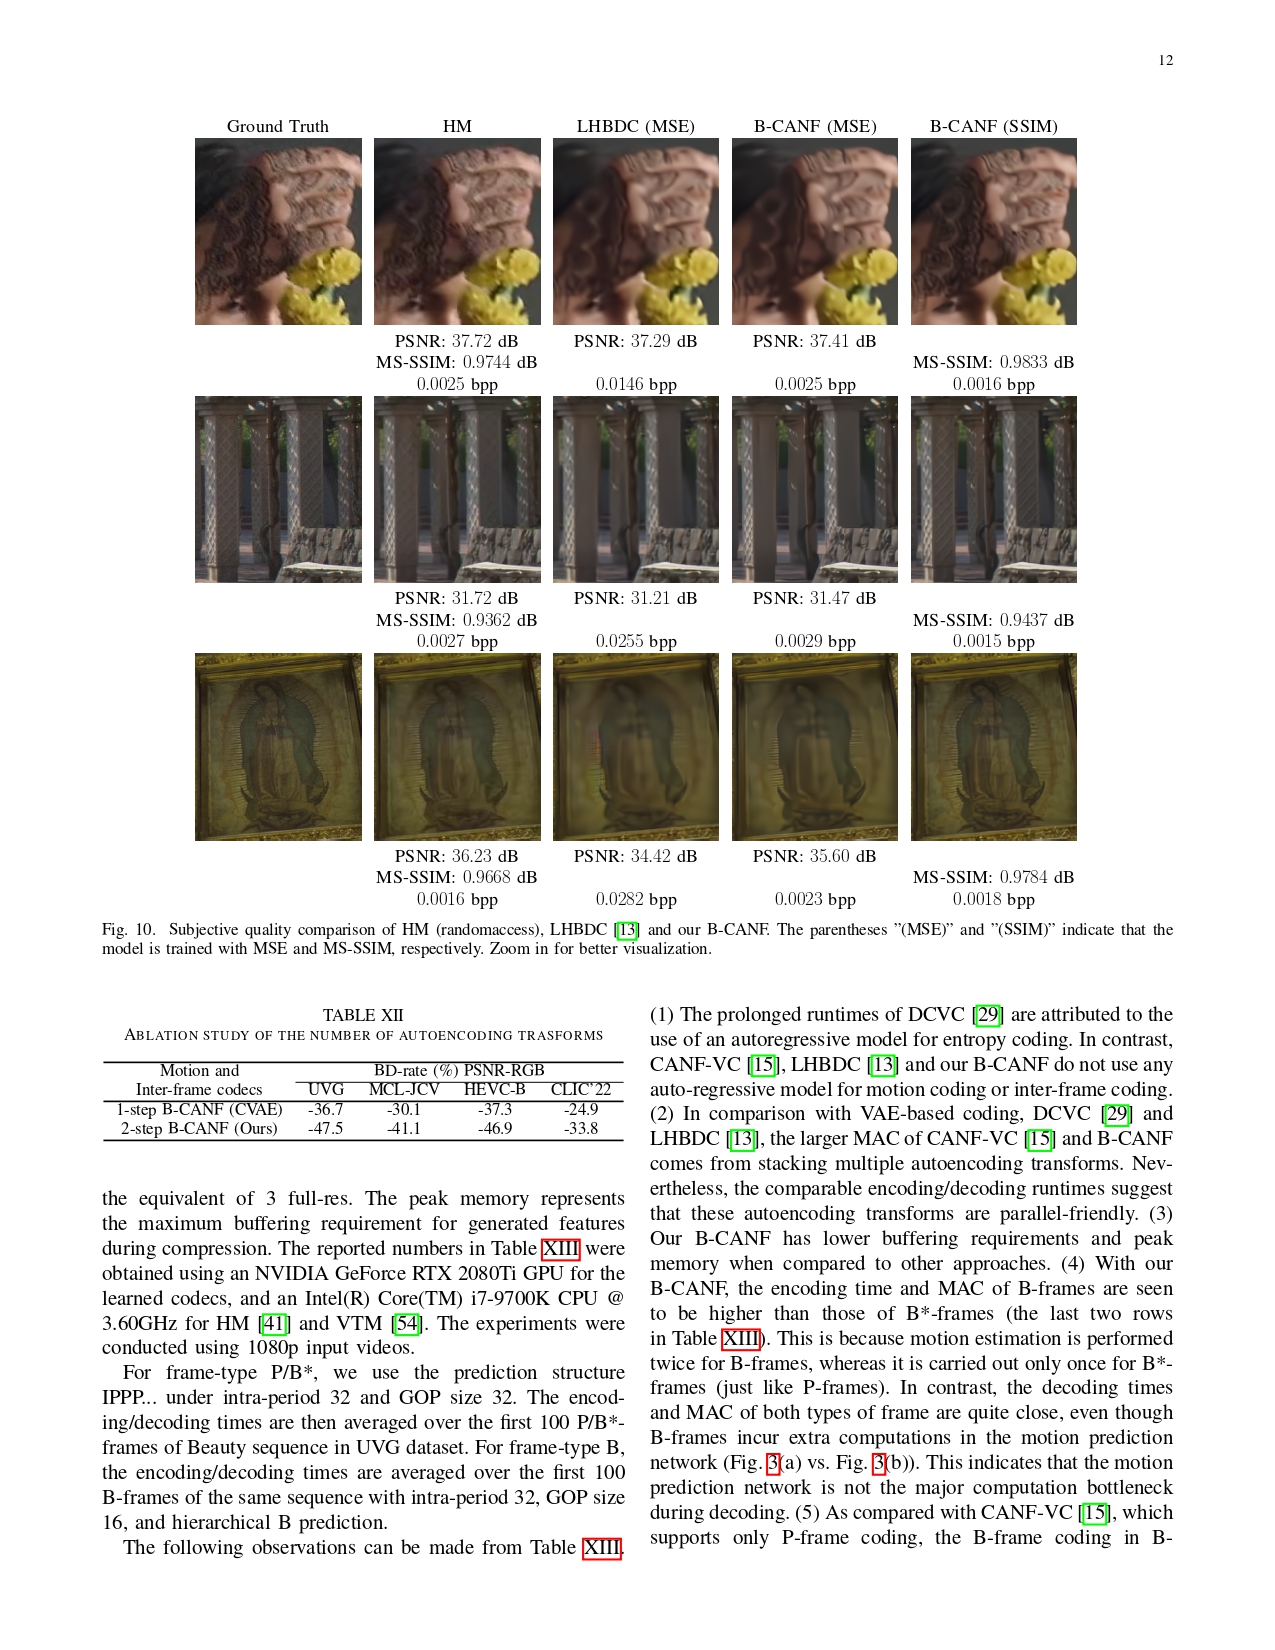 12
Ground Truth HM LHBDC (MSE) B-CANF (MSE) B-CANF (SSIM)
PSNR: 37.72 dB PSNR: 37.29 dB PSNR: 37.41 dB
MS-SSIM: 0.9744 dB MS-SSIM: 0.9833 dB
0.0025 bpp 0.0146 bpp 0.0025 bpp 0.0016 bpp
PSNR: 31.72 dB PSNR: 31.21 dB PSNR: 31.47 dB
MS-SSIM: 0.9362 dB MS-SSIM: 0.9437 dB
0.0027 bpp 0.0255 bpp 0.0029 bpp 0.0015 bpp
PSNR: 36.23 dB PSNR: 34.42 dB PSNR: 35.60 dB
MS-SSIM: 0.9668 dB MS-SSIM: 0.9784 dB
0.0016 bpp 0.0282 bpp 0.0023 bpp 0.0018 bpp
Fig. 10. Subjective quality comparison of HM (randomaccess), LHBDC [13] and our B-CANF. The parentheses ”(MSE)” and ”(SSIM)” indicate that the
model is trained with MSE and MS-SSIM, respectively. Zoom in for better visualization.
TABLE XII
ABLATION STUDY OF THE NUMBER OF AUTOENCODING TRASFORMS
Motion and BD-rate (%) PSNR-RGB
Inter-frame codecs UVG MCL-JCV HEVC-B CLIC’22
1-step B-CANF (CVAE) -36.7 -30.1 -37.3 -24.9
2-step B-CANF (Ours) -47.5 -41.1 -46.9 -33.8
the equivalent of 3 full-res. The peak memory represents
the maximum buffering requirement for generated features
during compression. The reported numbers in Table XIII were
obtained using an NVIDIA GeForce RTX 2080Ti GPU for the
learned codecs, and an Intel(R) Core(TM) i7-9700K CPU @
3.60GHz for HM [41] and VTM [54]. The experiments were
conducted using 1080p input videos.
For frame-type P/B*, we use the prediction structure
IPPP... under intra-period 32 and GOP size 32. The encod-
ing/decoding times are then averaged over the first 100 P/B*-
frames of Beauty sequence in UVG dataset. For frame-type B,
the encoding/decoding times are averaged over the first 100
B-frames of the same sequence with intra-period 32, GOP size
16, and hierarchical B prediction.
The following observations can be made from Table XIII.
(1) The prolonged runtimes of DCVC [29] are attributed to the
use of an autoregressive model for entropy coding. In contrast,
CANF-VC [15], LHBDC [13] and our B-CANF do not use any
auto-regressive model for motion coding or inter-frame coding.
(2) In comparison with VAE-based coding, DCVC [29] and
LHBDC [13], the larger MAC of CANF-VC [15] and B-CANF
comes from stacking multiple autoencoding transforms. Nev-
ertheless, the comparable encoding/decoding runtimes suggest
that these autoencoding transforms are parallel-friendly. (3)
Our B-CANF has lower buffering requirements and peak
memory when compared to other approaches. (4) With our
B-CANF, the encoding time and MAC of B-frames are seen
to be higher than those of B*-frames (the last two rows
in Table XIII). This is because motion estimation is performed
twice for B-frames, whereas it is carried out only once for B*-
frames (just like P-frames). In contrast, the decoding times
and MAC of both types of frame are quite close, even though
B-frames incur extra computations in the motion prediction
network (Fig. 3(a) vs. Fig. 3(b)). This indicates that the motion
prediction network is not the major computation bottleneck
during decoding. (5) As compared with CANF-VC [15], which
supports only P-frame coding, the B-frame coding in B-